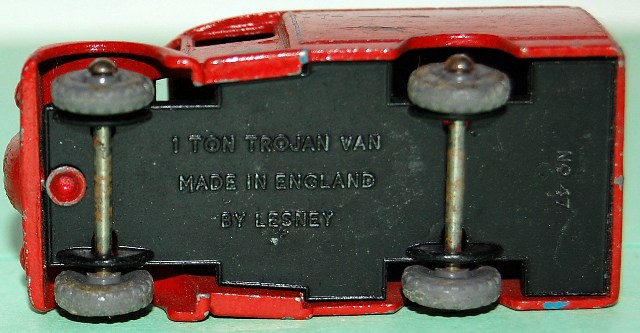 1 TON TROJAN VAN
MADE IN ENGLAND
BY LESNEY
NO 47